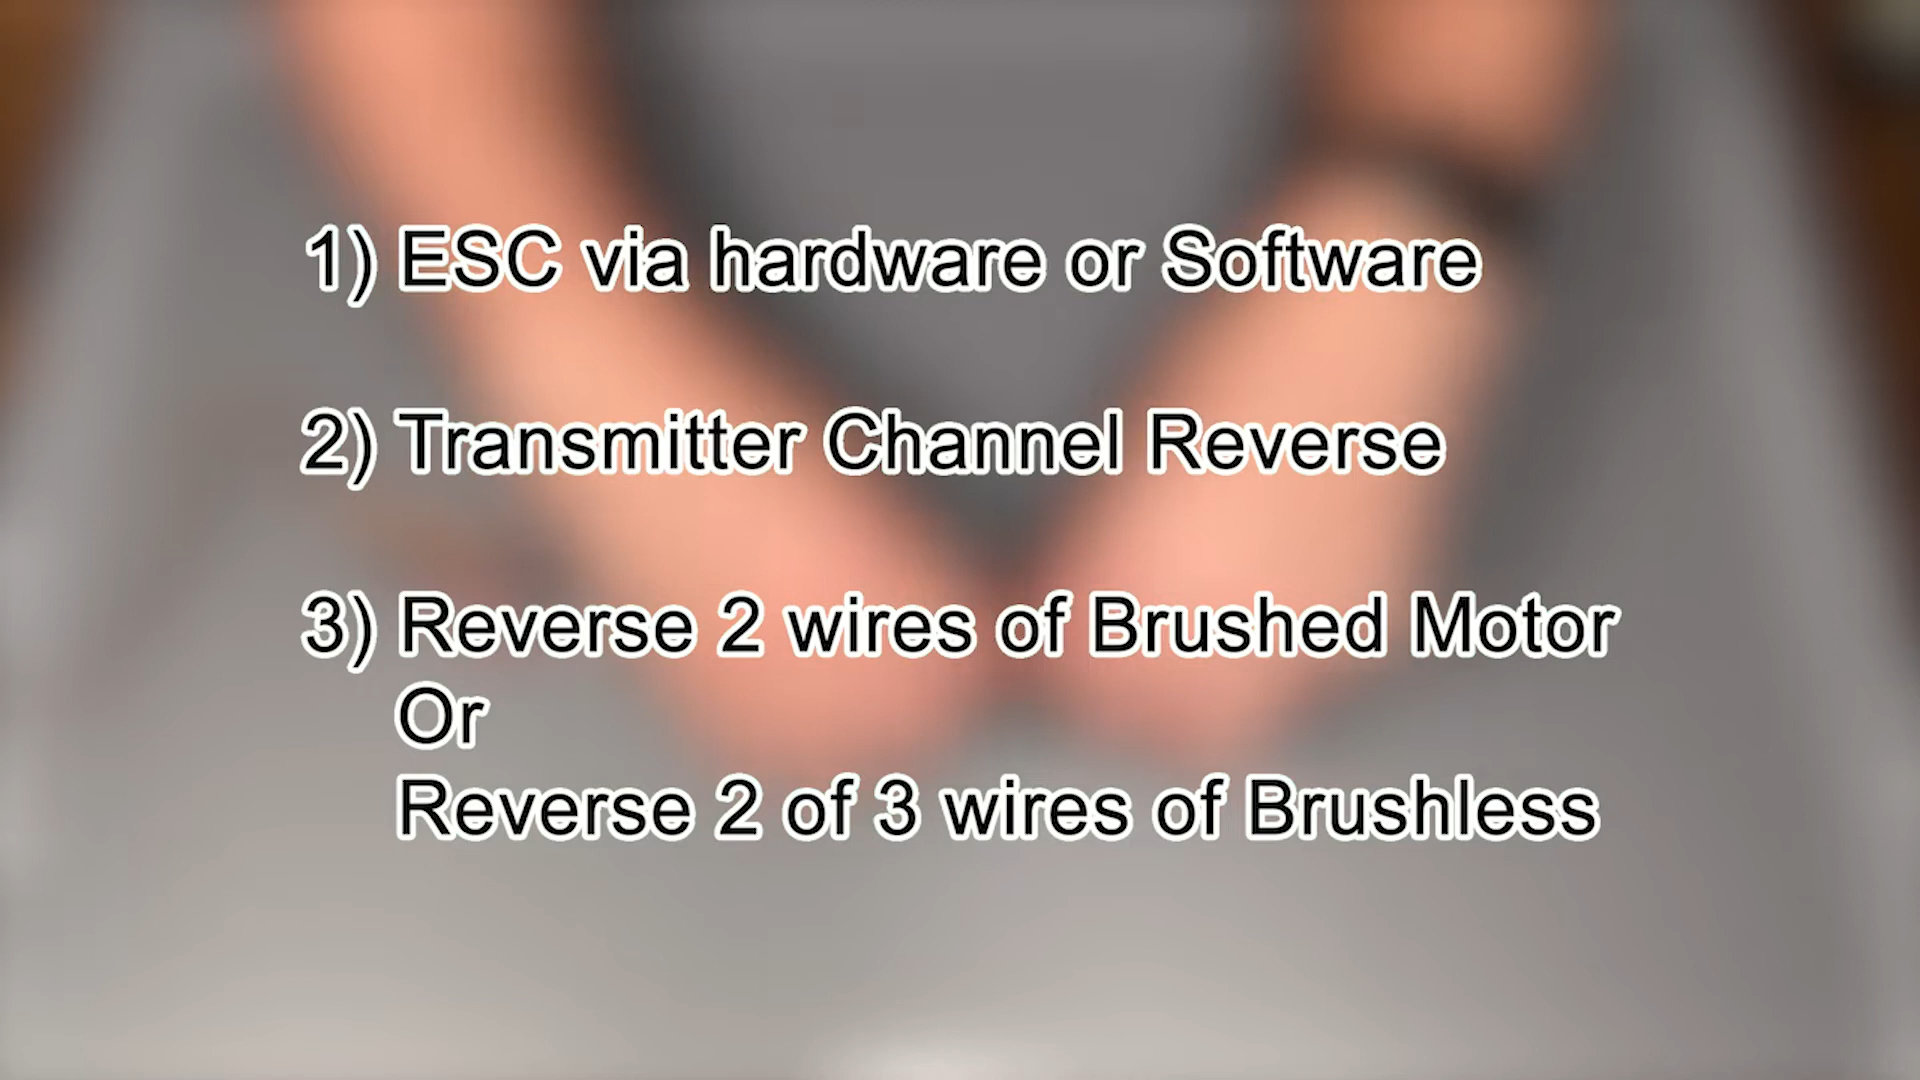 1) ESC via hardware or Software
2) Transmitter Channel Reverse
3) Reverse 2 wires of Brushed Motor
Or
Reverse 2 of 3 wires of Brushless